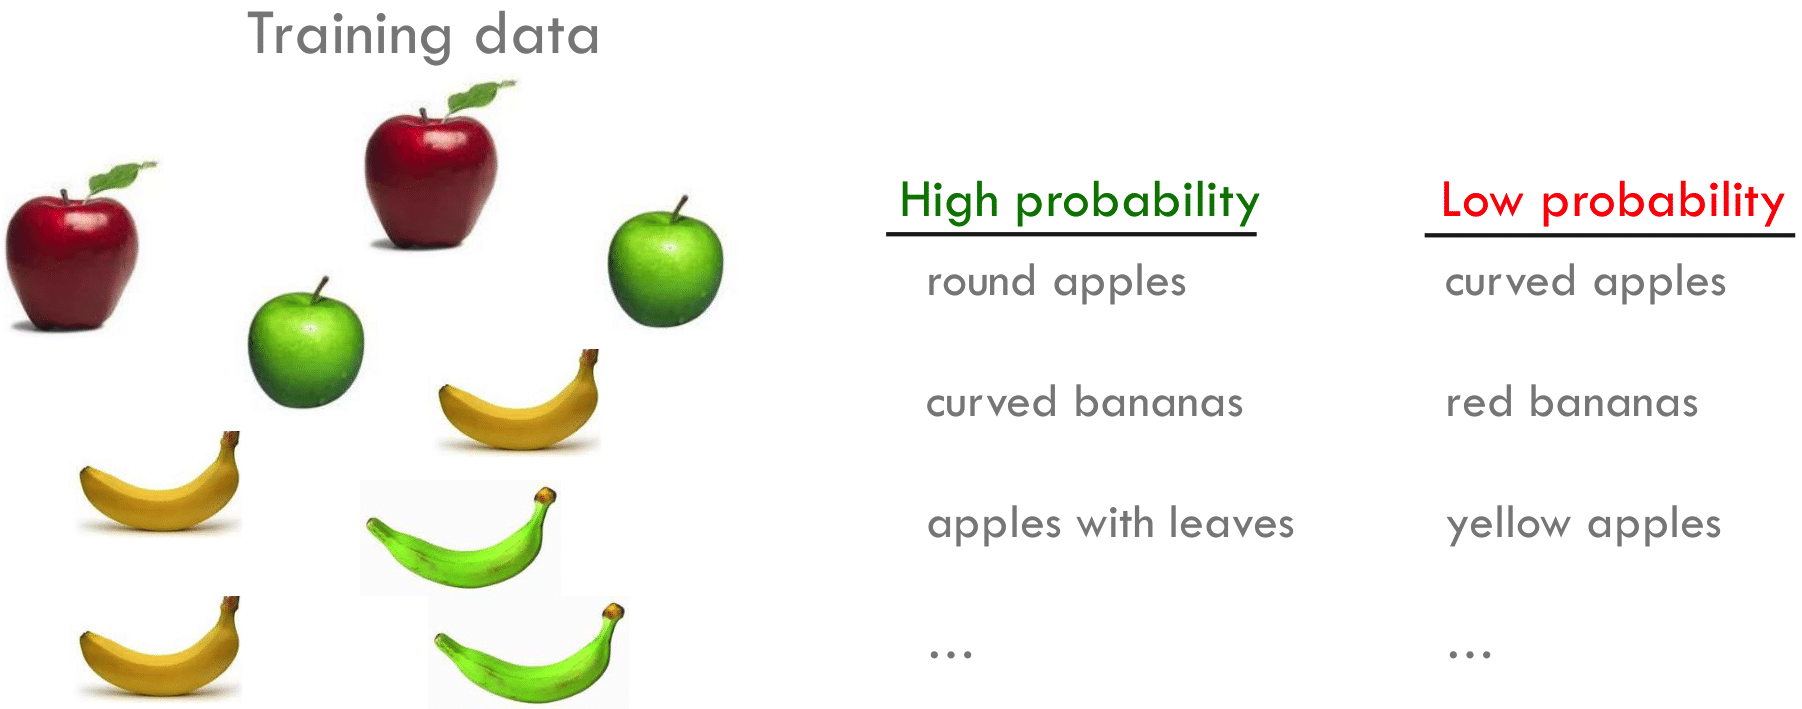 Training data
High probability
Low probability
round apples
curved apples
curved bananas
red bananas
apples with leaves
yellow apples
...
...